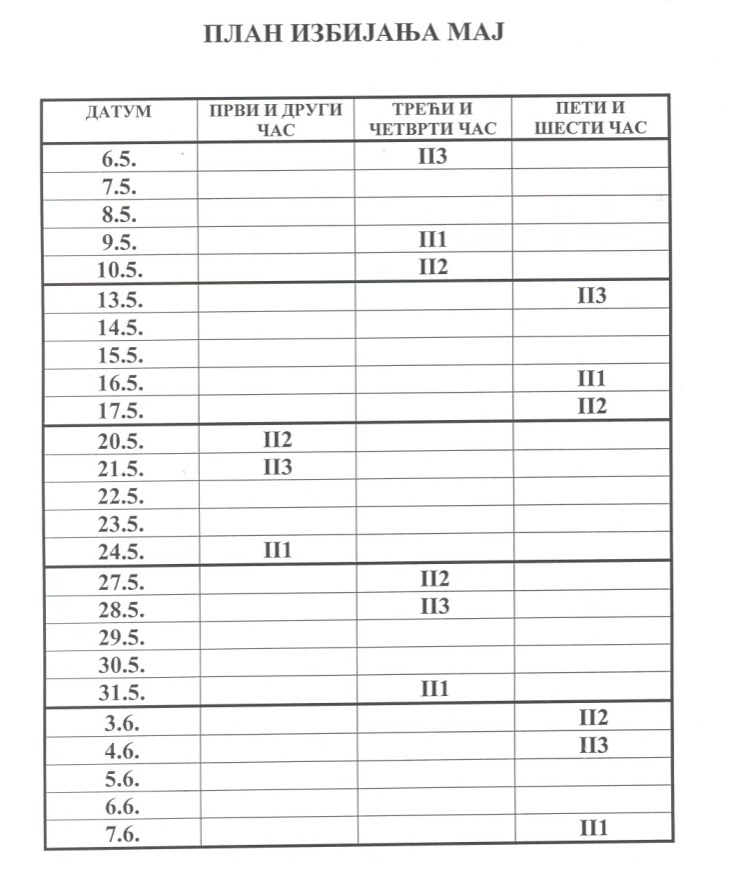 ПЛАН ИЗБИЈАЊА МАЈ
ДАТУМ ПРВИ И ДРУГИ ЧАС ТРЕЋИ И ЧЕТВРТИ ЧАС ПЕТИ И ШЕСТИ ЧАС
6.5. II3
7.5.
8.5.
9.5. II1
10.5. II2
13.5. II3
14.5.
15.5.
16.5. II1
17.5. II2
20.5. II2
21.5. II3
22.5.
23.5.
24.5. II1
27.5. II2
28.5. II3
29.5.
30.5.
31.5. II1
3.6. II2
4.6. II3
5.6.
6.6.
7.6. II1